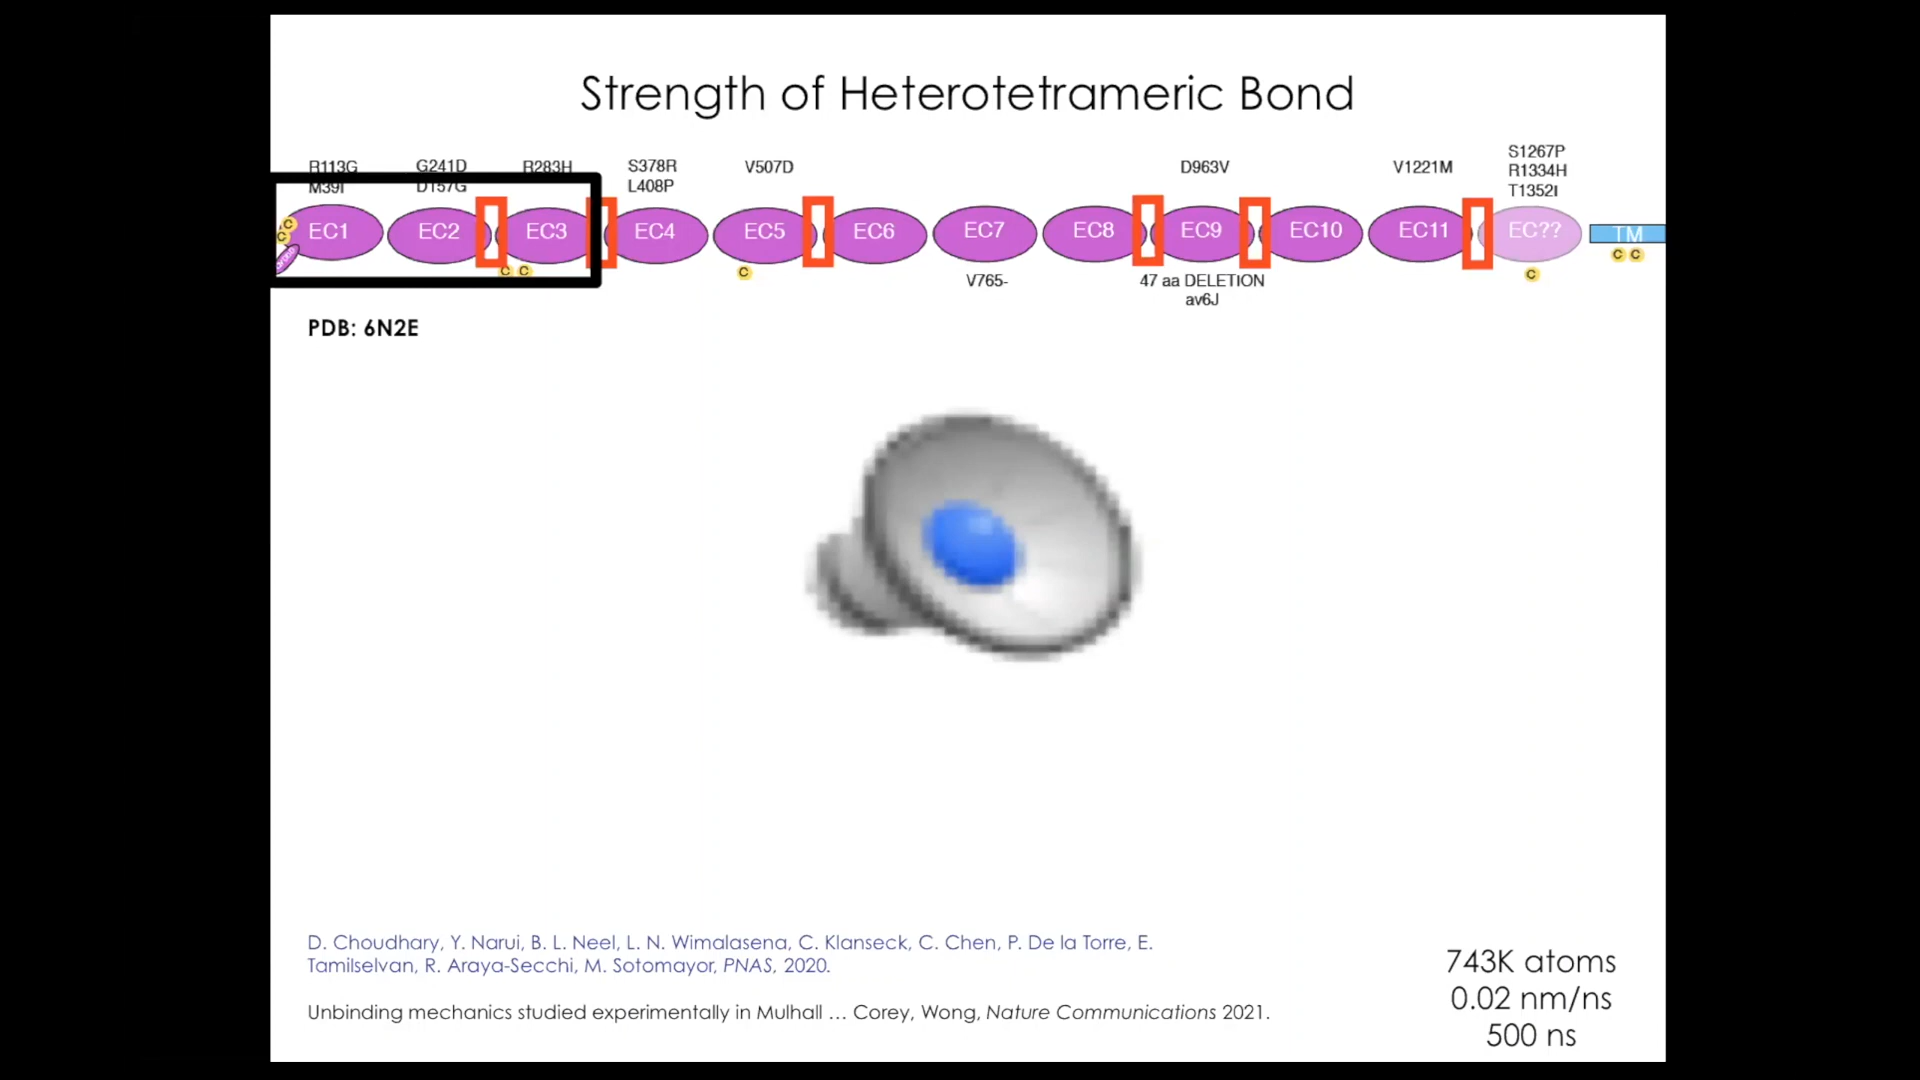 Strength of Heterotetrameric Bond
R113G G241D R283H S378R V507D D963V V1221M S1267P
M39I D157G L408P R1334H
T1352I
EC1 EC2 EC3 EC4 EC5 EC6 EC7 EC8 EC9 EC10 EC11 EC?? TM
C C C C C C C C
V765- 47 aa DELETION
av6J
PDB: 6N2E
D. Choudhary, Y. Narui, B. L. Neel, L. N. Wimalasena, C. Klanseck, C. Chen, P. De la Torre, E.
Tamilselvan, R. Araya-Secchi, M. Sotomayor, PNAS, 2020.
Unbinding mechanics studied experimentally in Mulhall ... Corey, Wong, Nature Communications 2021.
743K atoms
0.02 nm/ns
500 ns